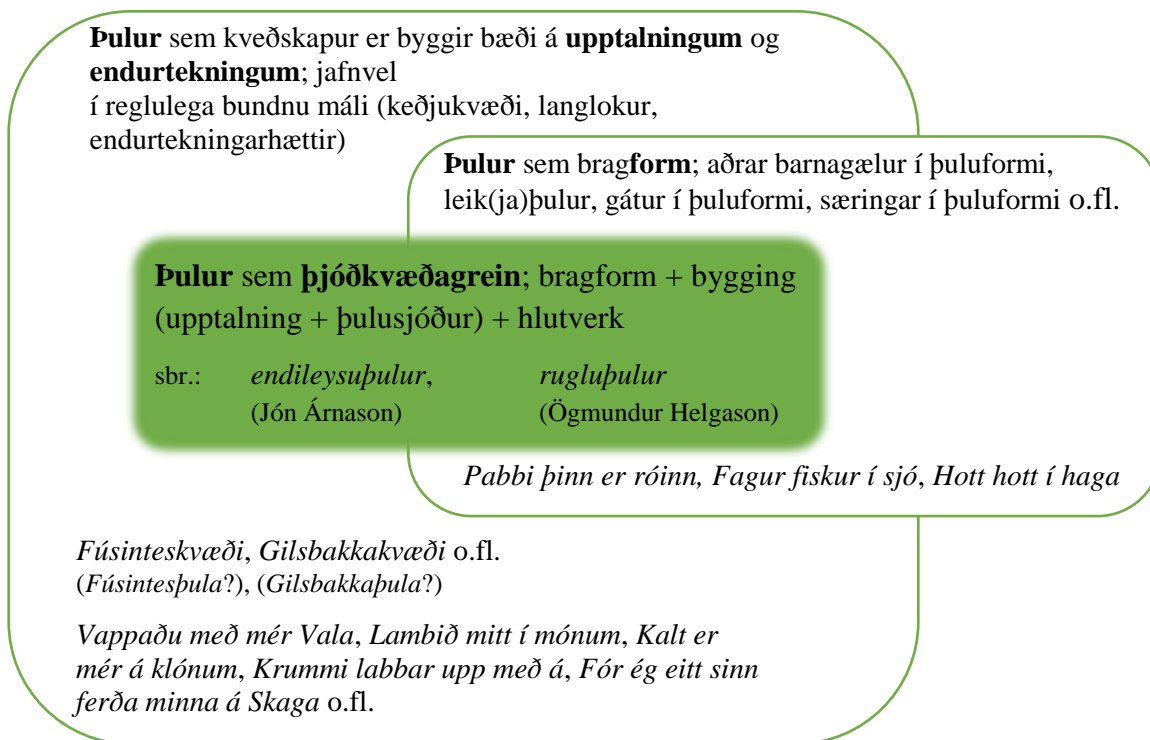 Þulur sem kveðskapur er byggir bæði á upptalningum og
endurtekningum; jafnvel
í reglulega bundnu máli (keðjukvæði, langlokur,
endurtekningarhættir)
Þulur sem bragform; aðrar barnagælur í þuluformi,
leik(ja)þulur, gátur í þuluformi, særingar í þuluformi o.fl.
Þulur sem þjóðkvæðagrein; bragform + bygging
(upptalning + þulusjóður) + hlutverk
sbr.: endileysuþulur, rugluþulur
(Jón Árnason) (Ögmundur Helgason)
Pabbi þinn er róinn, Fagur fiskur í sjó, Hott hott í haga
Fúsinteskvæði, Gilsbakkakvæði o.fl.
(Fúsintesþula?), (Gilsbakkaþula?)
Vappaðu með mér Vala, Lambið mitt í mónum, Kalt er
mér á klónum, Krummi labbar upp með á, Fór ég eitt sinn
ferða minna á Skaga o.fl.